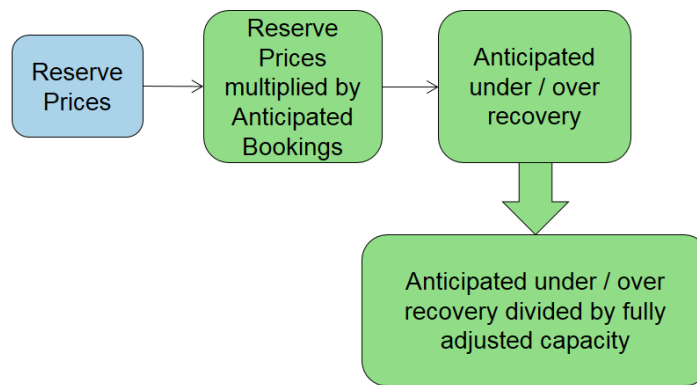 Reserve
Prices
Reserve
Prices
multiplied by
Anticipated
Bookings
Anticipated
under / over
recovery
Anticipated under / over
recovery divided by fully
adjusted capacity